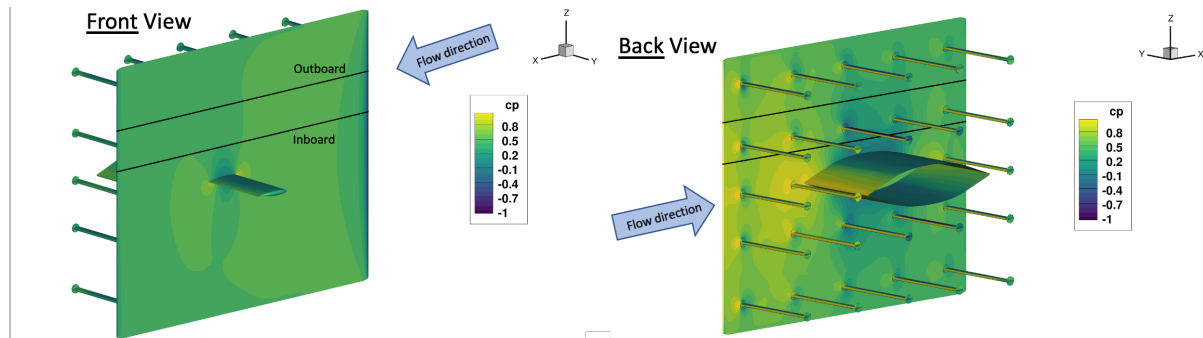 Front View
Flow direction
Z
X
Y
Outboard
Inboard
cp
0.8
0.5
0.2
-0.1
-0.4
-0.7
-1
Back View
Flow direction
Z
Y
X
cp
0.8
0.5
0.2
-0.1
-0.4
-0.7
-1